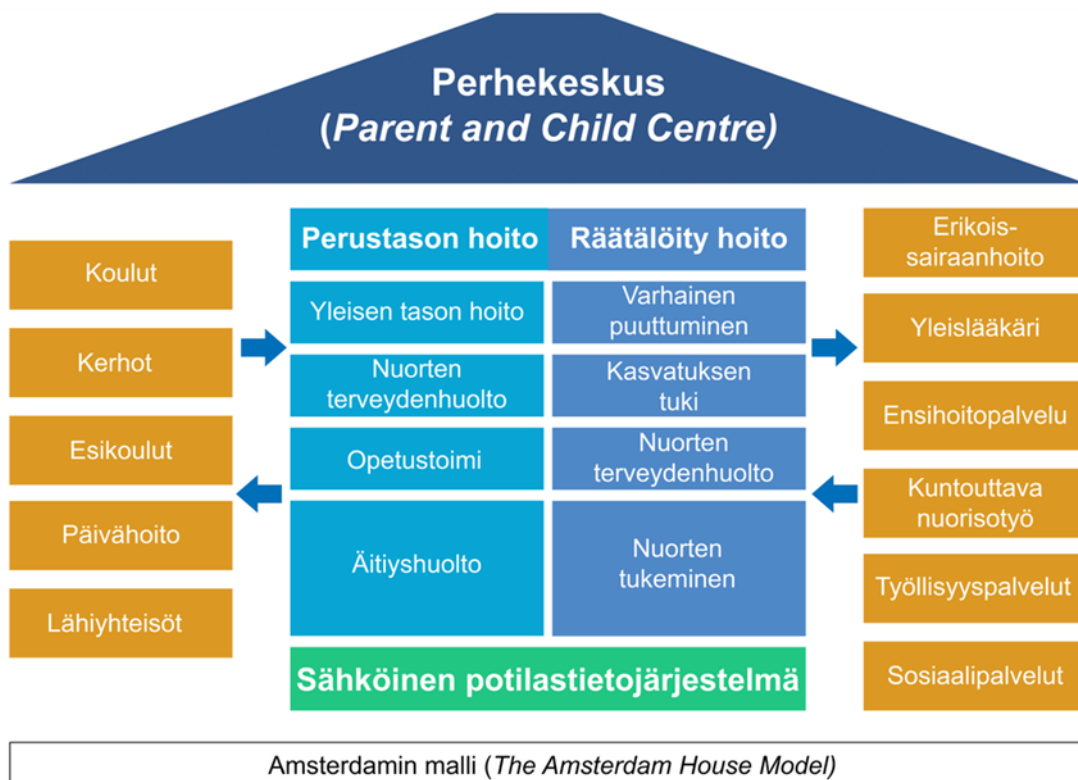 Perhekeskus
(Parent and Child Centre)
Koulut
Kerhot
Esikoulut
Päivähoito
Lähiyhteisöt
Perustason hoito
Yleisen tason hoito
Nuorten
terveydenhuolto
Opetustoimi
Äitiyshuolto
Räätälöity hoito
Varhainen
puuttuminen
Kasvatuksen
tuki
Nuorten
terveydenhuolto
Nuorten
tukeminen
Sähköinen potilastietojärjestelmä
Erikois-
sairaanhoito
Yleislääkäri
Ensihoitopalvelu
Kuntouttava
nuorisotyö
Työllisyyspalvelut
Sosiaalipalvelut
Amsterdamin malli (The Amsterdam House Model)